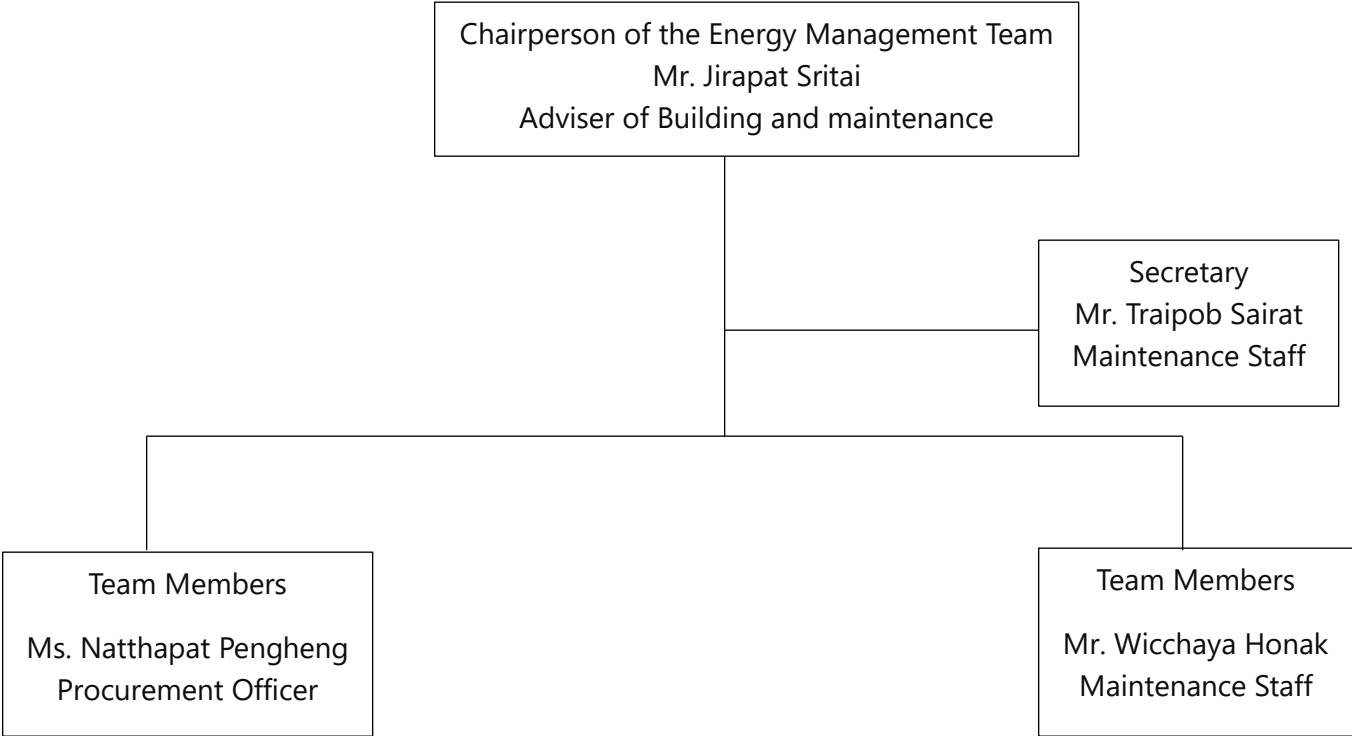 Chairperson of the Energy Management Team
Mr. Jirapat Sritai
Adviser of Building and maintenance
Secretary
Mr. Traipob Sairat
Maintenance Staff
Team Members
Ms. Natthapat Pengheng
Procurement Officer
Team Members
Mr. Wicchaya Honak
Maintenance Staff